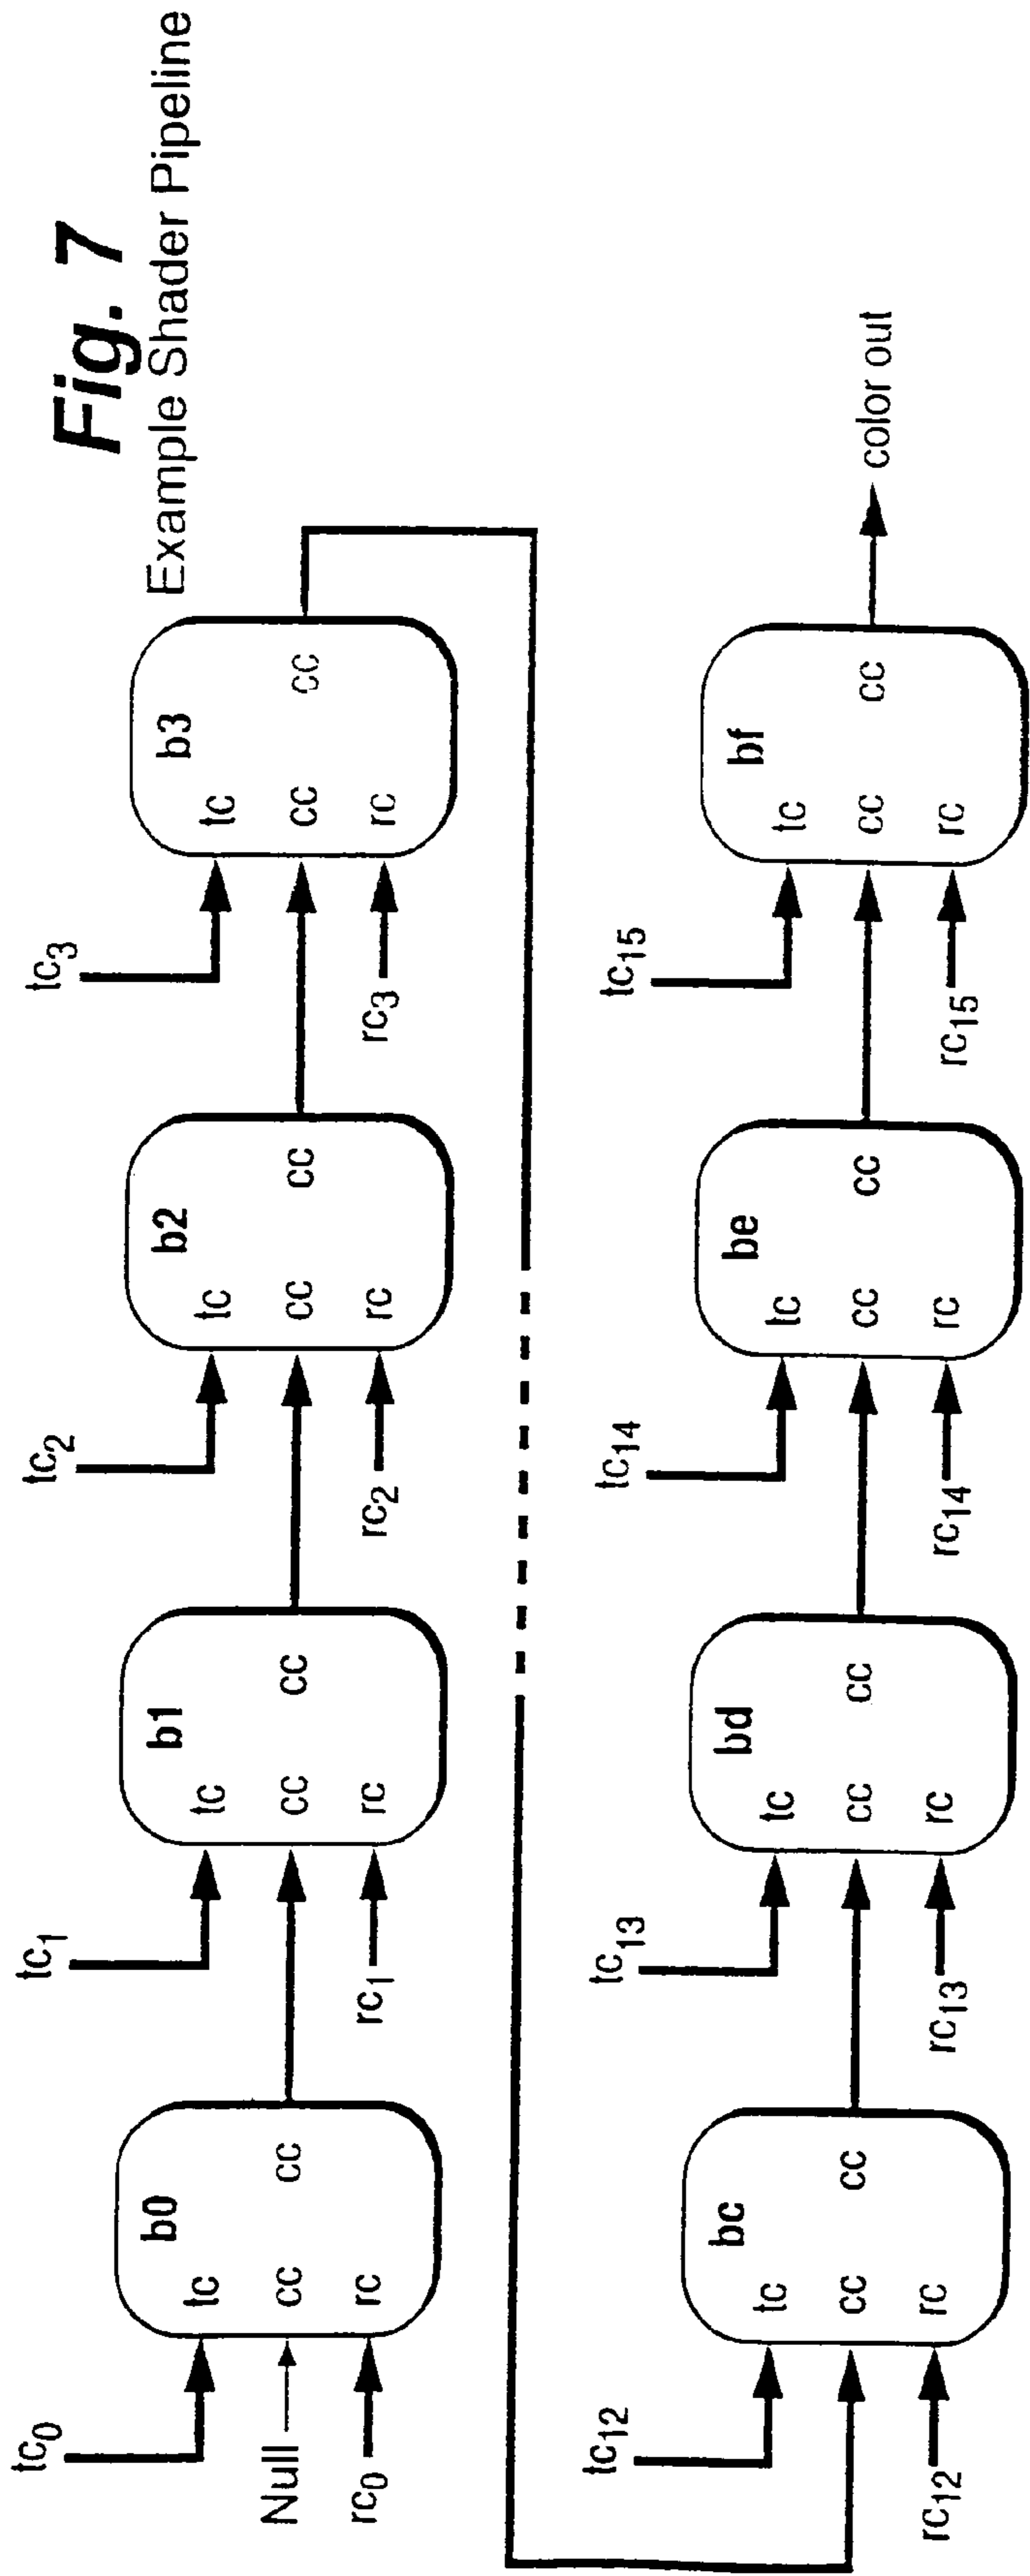 Fig. 7
Example Shader Pipeline
tc0
Null
rc0
b0
tc
cc cc
rc
tc1
rc1
b1
tc
cc cc
rc
tc2
rc2
b2
tc
cc cc
rc
tc3
rc3
b3
tc
cc cc
rc
tc12
rc12
bc
tc
cc cc
rc
tc13
rc13
bd
tc
cc cc
rc
tc14
rc14
be
tc
cc cc
rc
tc15
rc15
bf
tc
cc cc
rc
color out